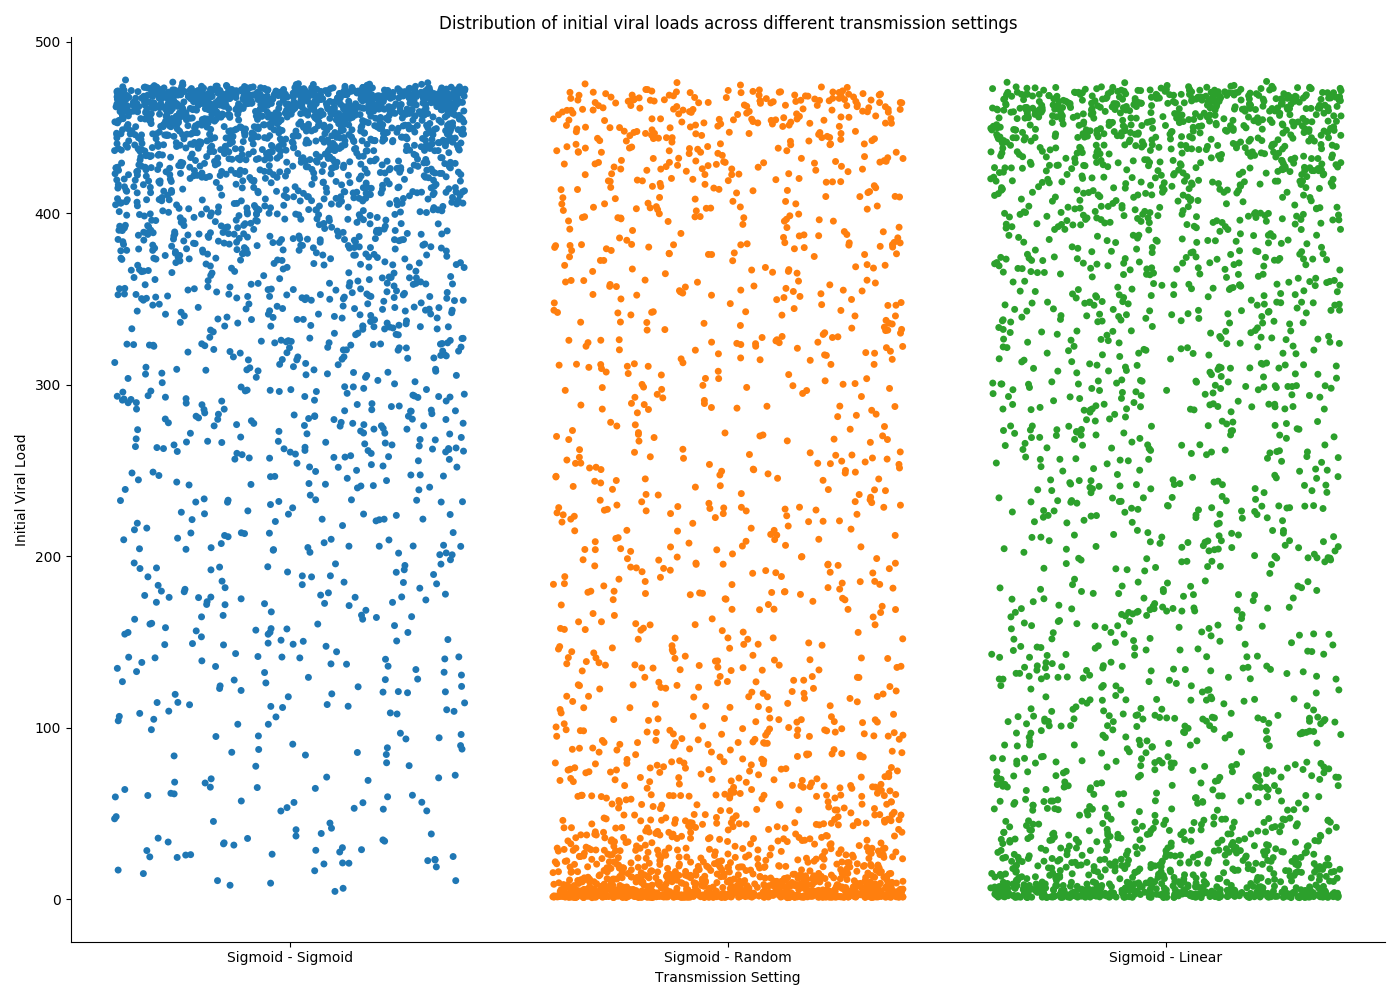 Distribution of initial viral loads across different transmission settings
500
400
300
200
100
0
Initial Viral Load
Sigmoid - Sigmoid
Sigmoid - Random
Sigmoid - Linear
Transmission Setting